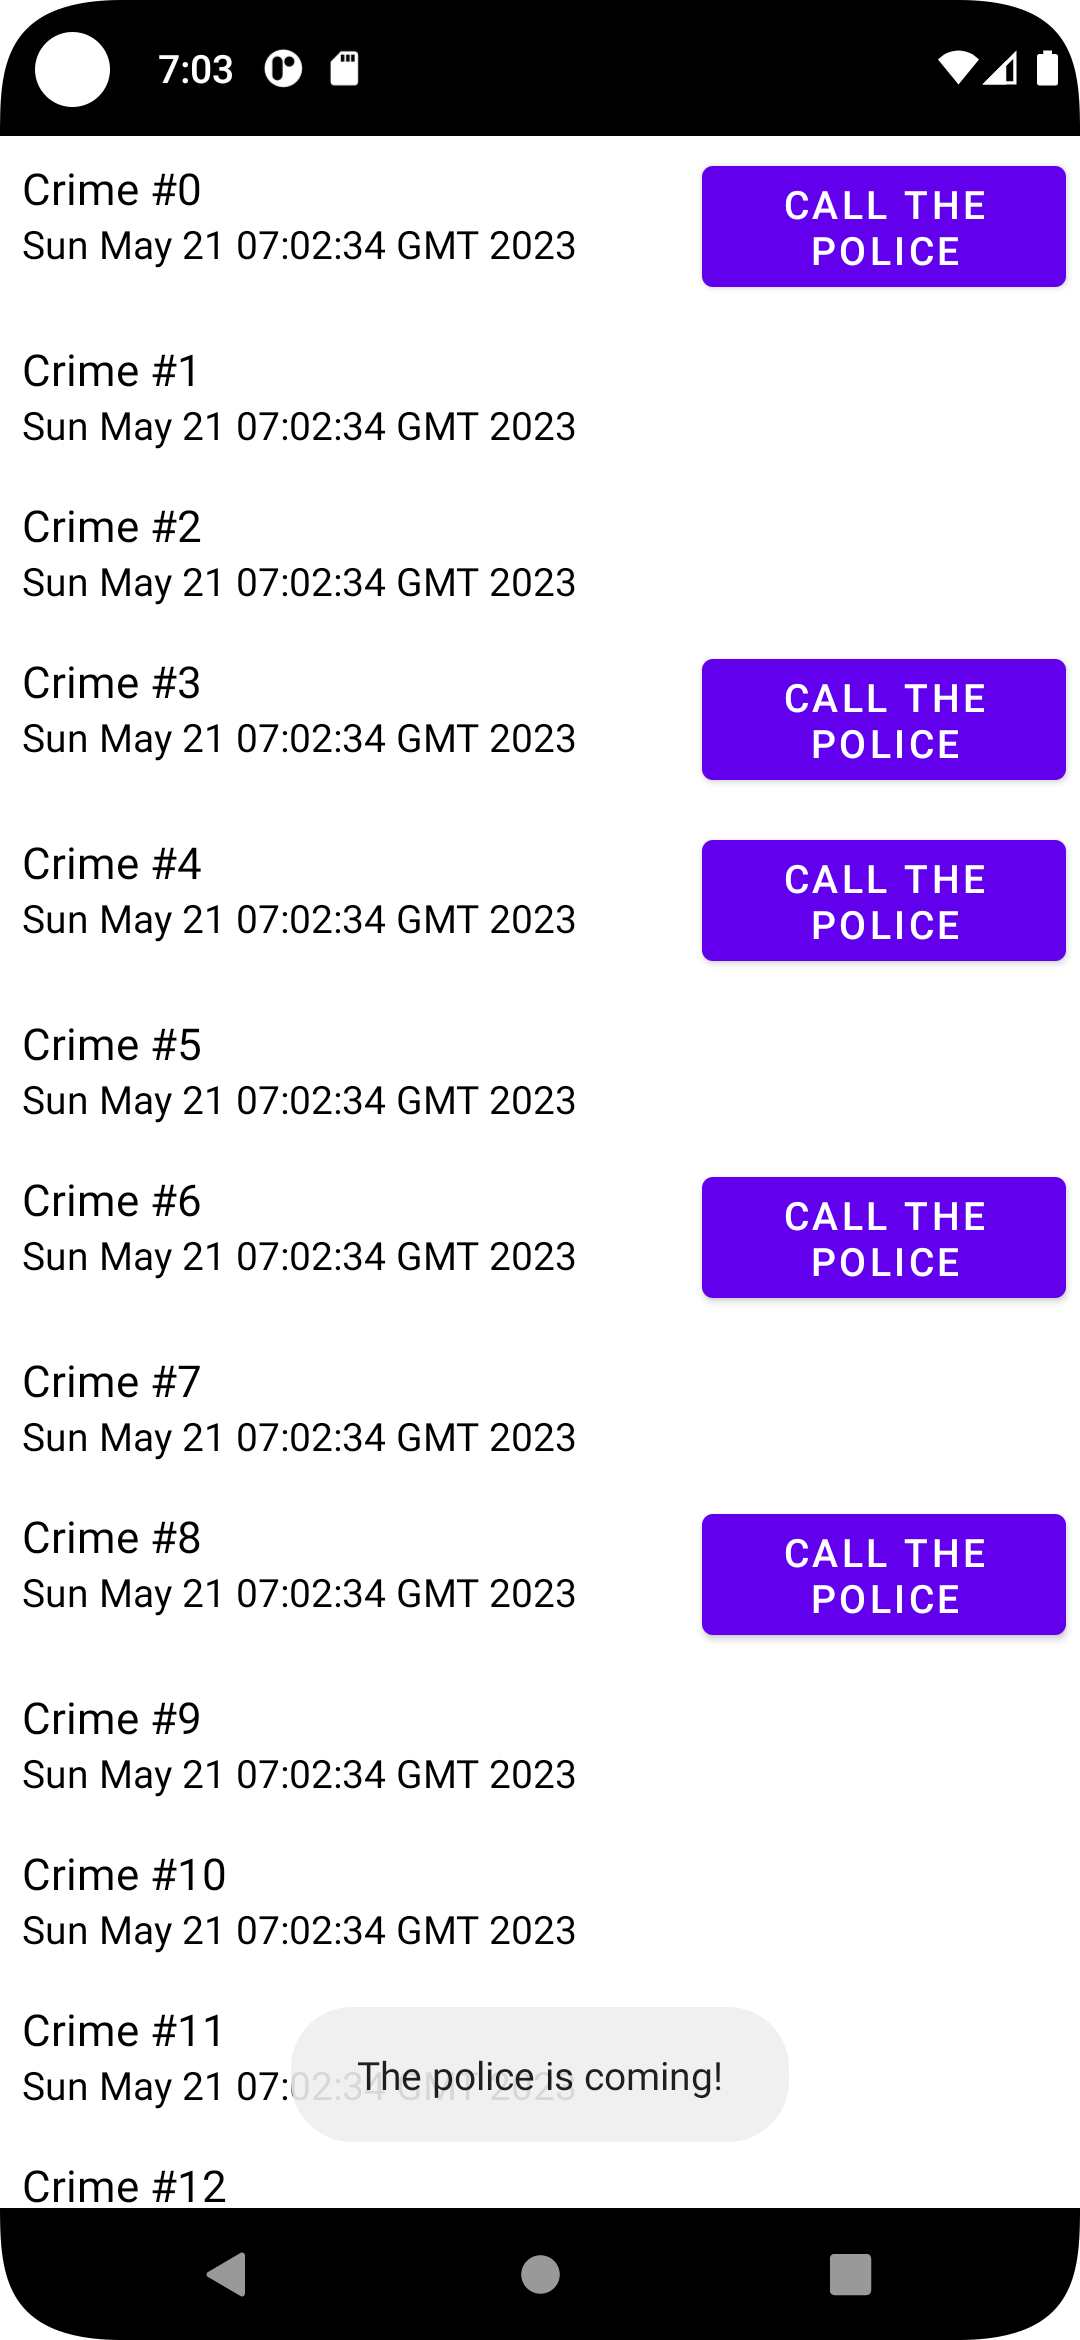 7:03
Crime #0
Sun May 21 07:02:34 GMT 2023
CALL THE
POLICE
Crime #1
Sun May 21 07:02:34 GMT 2023
Crime #2
Sun May 21 07:02:34 GMT 2023
Crime #3
Sun May 21 07:02:34 GMT 2023
CALL THE
POLICE
Crime #4
Sun May 21 07:02:34 GMT 2023
CALL THE
POLICE
Crime #5
Sun May 21 07:02:34 GMT 2023
Crime #6
Sun May 21 07:02:34 GMT 2023
CALL THE
POLICE
Crime #7
Sun May 21 07:02:34 GMT 2023
Crime #8
Sun May 21 07:02:34 GMT 2023
CALL THE
POLICE
Crime #9
Sun May 21 07:02:34 GMT 2023
Crime #10
Sun May 21 07:02:34 GMT 2023
Crime #11
Sun May 21 07:02:34 GMT 2023
The police is coming!
Crime #12